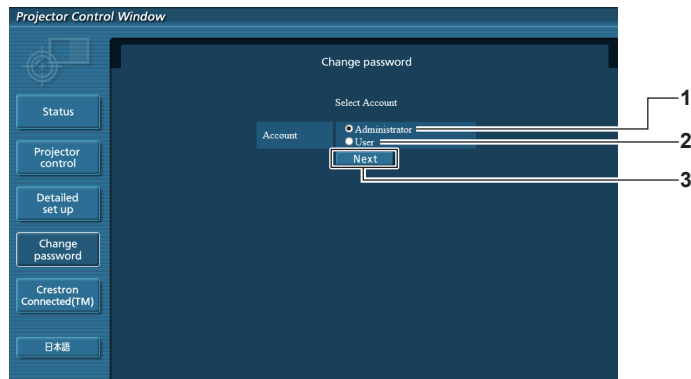 Projector Control Window
Change password
Select Account
Account
Administrator
User
Next
Status
Projector
control
Detailed
set up
Change
password
Crestron
Connected(TM)
日本語
1
2
3